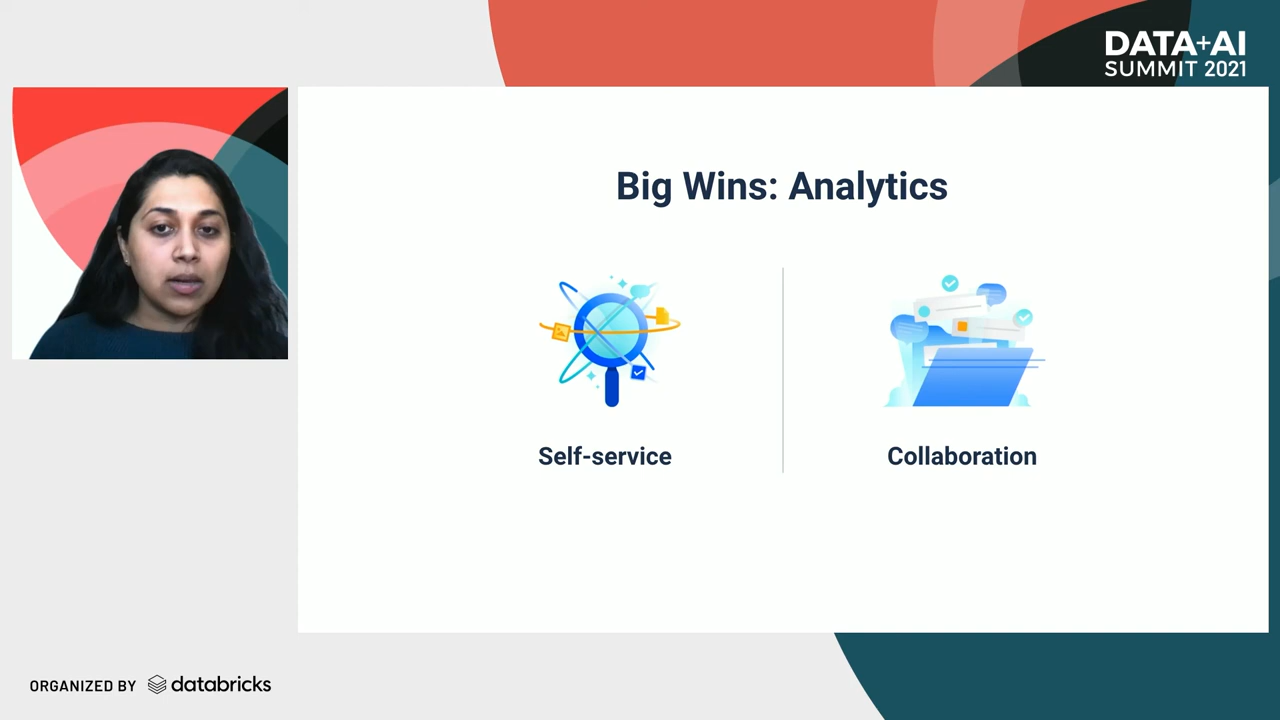 DATA+AI
SUMMIT 2021
Big Wins: Analytics
Self-service
Collaboration
ORGANIZED BY databricks